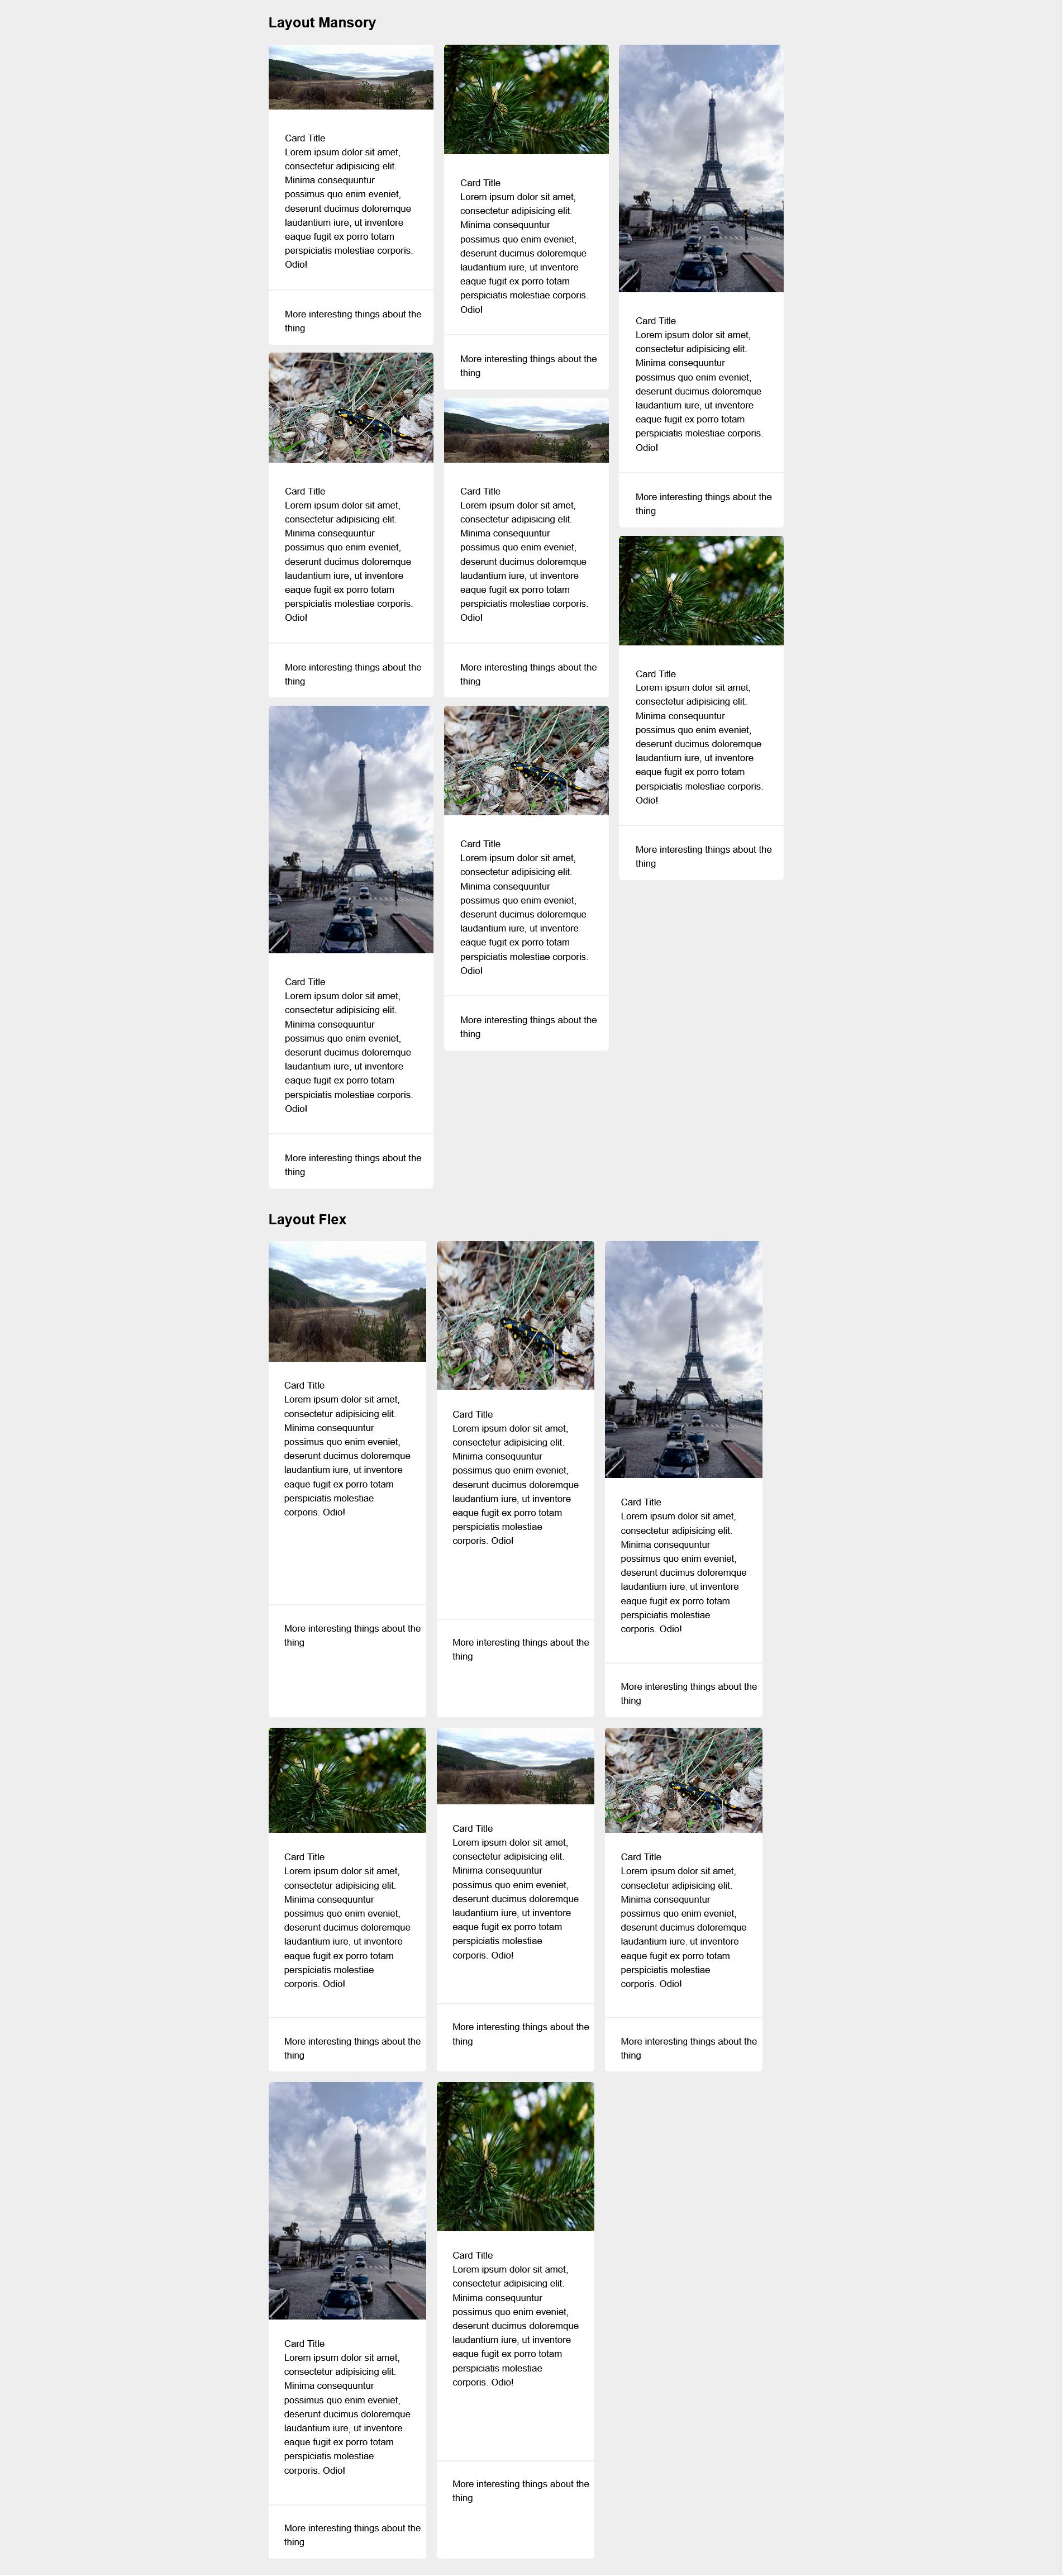 Layout Mansory
Card Title
Lorem ipsum dolor sit amet,
consectetur adipisicing elit.
Minima consequuntur
possimus quo enim eveniet,
deserunt ducimus doloremque
laudantium iure, ut inventore
eaque fugit ex porro totam
perspiciatis molestiae corporis.
Odio!
More interesting things about the
thing
Card Title
Lorem ipsum dolor sit amet,
consectetur adipisicing elit.
Minima consequuntur
possimus quo enim eveniet,
deserunt ducimus doloremque
laudantium iure, ut inventore
eaque fugit ex porro totam
perspiciatis molestiae corporis.
Odio!
More interesting things about the
thing
Card Title
Lorem ipsum dolor sit amet,
consectetur adipisicing elit.
Minima consequuntur
possimus quo enim eveniet,
deserunt ducimus doloremque
laudantium iure, ut inventore
eaque fugit ex porro totam
perspiciatis molestiae corporis.
Odio!
More interesting things about the
thing
Card Title
Lorem ipsum dolor sit amet,
consectetur adipisicing elit.
Minima consequuntur
possimus quo enim eveniet,
deserunt ducimus doloremque
laudantium iure, ut inventore
eaque fugit ex porro totam
perspiciatis molestiae corporis.
Odio!
More interesting things about the
thing
Card Title
Lorem ipsum dolor sit amet,
consectetur adipisicing elit.
Minima consequuntur
possimus quo enim eveniet,
deserunt ducimus doloremque
laudantium iure, ut inventore
eaque fugit ex porro totam
perspiciatis molestiae corporis.
Odio!
More interesting things about the
thing
Card Title
Lorem ipsum dolor sit amet,
consectetur adipisicing elit.
Minima consequuntur
possimus quo enim eveniet,
deserunt ducimus doloremque
laudantium iure, ut inventore
eaque fugit ex porro totam
perspiciatis molestiae corporis.
Odio!
More interesting things about the
thing
Card Title
Lorem ipsum dolor sit amet,
consectetur adipisicing elit.
Minima consequuntur
possimus quo enim eveniet,
deserunt ducimus doloremque
laudantium iure, ut inventore
eaque fugit ex porro totam
perspiciatis molestiae corporis.
Odio!
More interesting things about the
thing
Card Title
Lorem ipsum dolor sit amet,
consectetur adipisicing elit.
Minima consequuntur
possimus quo enim eveniet,
deserunt ducimus doloremque
laudantium iure, ut inventore
eaque fugit ex porro totam
perspiciatis molestiae corporis.
Odio!
More interesting things about the
thing
Layout Flex
Card Title
Lorem ipsum dolor sit amet,
consectetur adipisicing elit.
Minima consequuntur
possimus quo enim eveniet,
deserunt ducimus doloremque
laudantium iure, ut inventore
eaque fugit ex porro totam
perspiciatis molestiae
corporis. Odio!
More interesting things about the
thing
Card Title
Lorem ipsum dolor sit amet,
consectetur adipisicing elit.
Minima consequuntur
possimus quo enim eveniet,
deserunt ducimus doloremque
laudantium iure, ut inventore
eaque fugit ex porro totam
perspiciatis molestiae
corporis. Odio!
More interesting things about the
thing
Card Title
Lorem ipsum dolor sit amet,
consectetur adipisicing elit.
Minima consequuntur
possimus quo enim eveniet,
deserunt ducimus doloremque
laudantium iure, ut inventore
eaque fugit ex porro totam
perspiciatis molestiae
corporis. Odio!
More interesting things about the
thing
Card Title
Lorem ipsum dolor sit amet,
consectetur adipisicing elit.
Minima consequuntur
possimus quo enim eveniet,
deserunt ducimus doloremque
laudantium iure, ut inventore
eaque fugit ex porro totam
perspiciatis molestiae
corporis. Odio!
More interesting things about the
thing
Card Title
Lorem ipsum dolor sit amet,
consectetur adipisicing elit.
Minima consequuntur
possimus quo enim eveniet,
deserunt ducimus doloremque
laudantium iure, ut inventore
eaque fugit ex porro totam
perspiciatis molestiae
corporis. Odio!
More interesting things about the
thing
Card Title
Lorem ipsum dolor sit amet,
consectetur adipisicing elit.
Minima consequuntur
possimus quo enim eveniet,
deserunt ducimus doloremque
laudantium iure, ut inventore
eaque fugit ex porro totam
perspiciatis molestiae
corporis. Odio!
More interesting things about the
thing
Card Title
Lorem ipsum dolor sit amet,
consectetur adipisicing elit.
Minima consequuntur
possimus quo enim eveniet,
deserunt ducimus doloremque
laudantium iure, ut inventore
eaque fugit ex porro totam
perspiciatis molestiae
corporis. Odio!
More interesting things about the
thing
Card Title
Lorem ipsum dolor sit amet,
consectetur adipisicing elit.
Minima consequuntur
possimus quo enim eveniet,
deserunt ducimus doloremque
laudantium iure, ut inventore
eaque fugit ex porro totam
perspiciatis molestiae
corporis. Odio!
More interesting things about the
thing